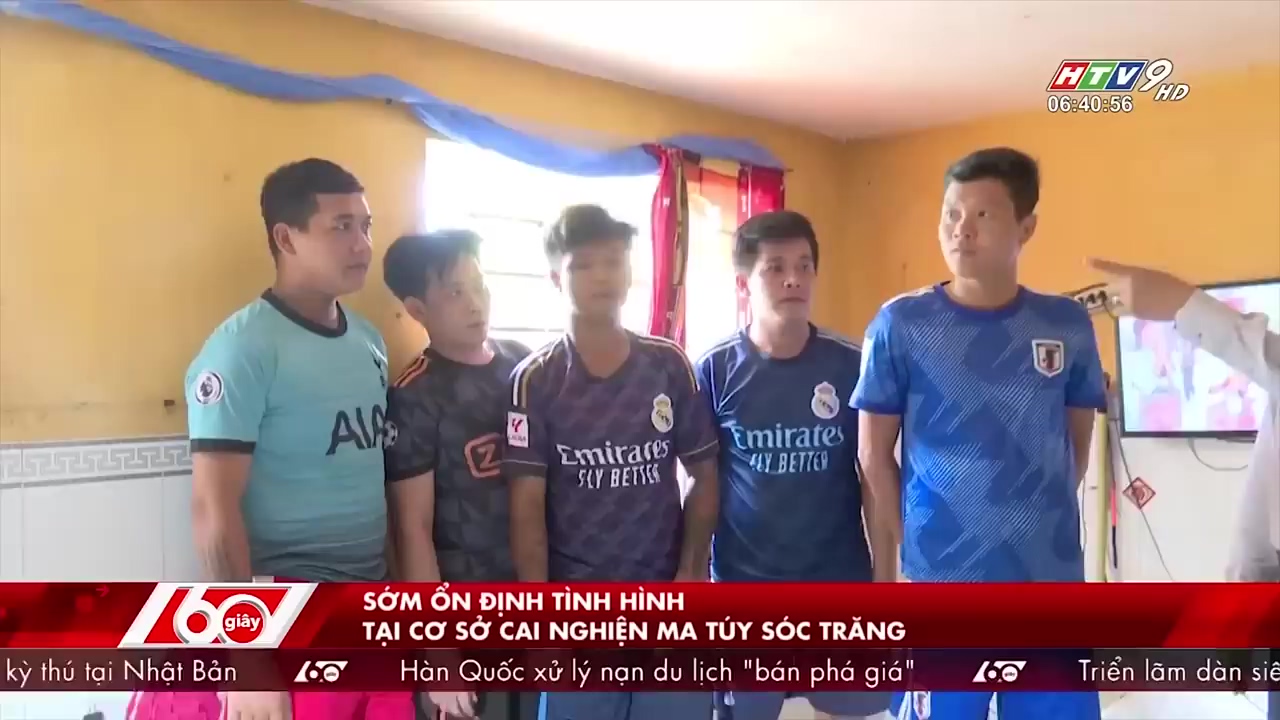 HTV9 HD
06:40:56
AIA
Emirates
FLY BETTER
Emirates
FLY BETTER
60 giây
SỚM ỔN ĐỊNH TÌNH HÌNH
TẠI CƠ SỞ CAI NGHIỆN MA TÚY SÓC TRĂNG
kỳ thú tại Nhật Bản 60 Hàn Quốc xử lý nạn du lịch "bán phá giá" 60 Triển lãm dàn siê